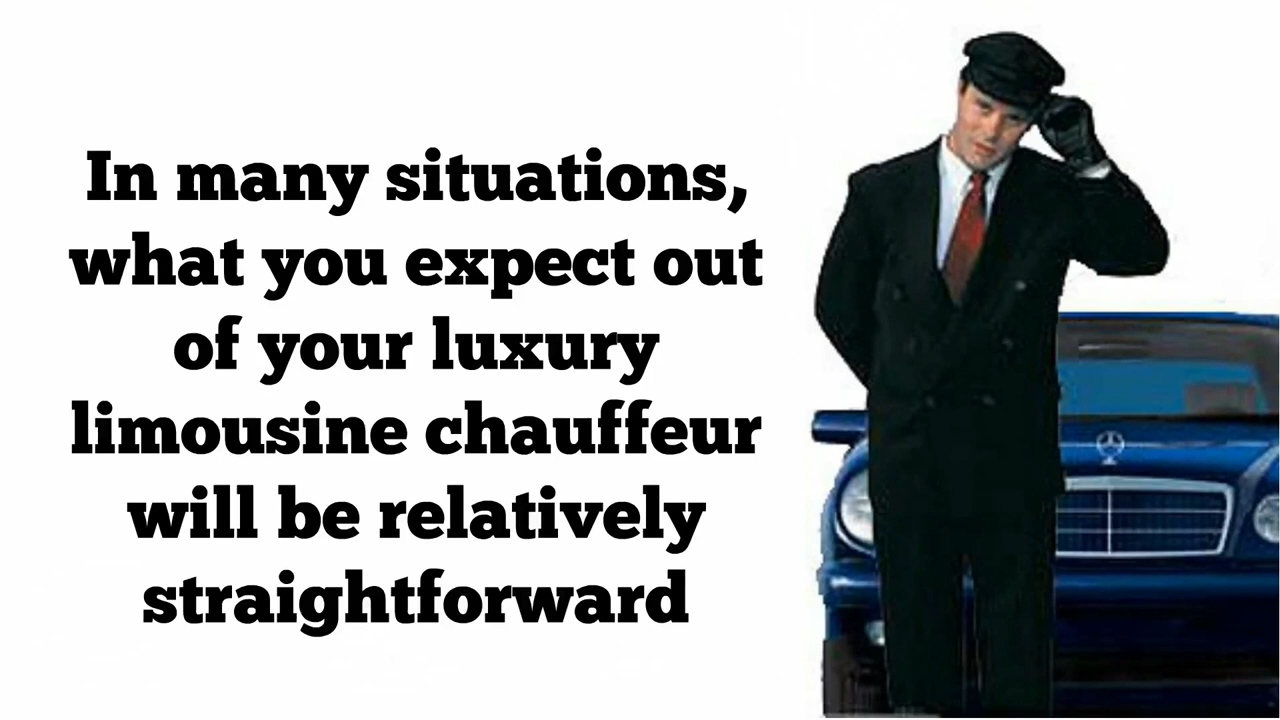 In many situations,
what you expect out
of your luxury
limousine chauffeur
will be relatively
straightforward